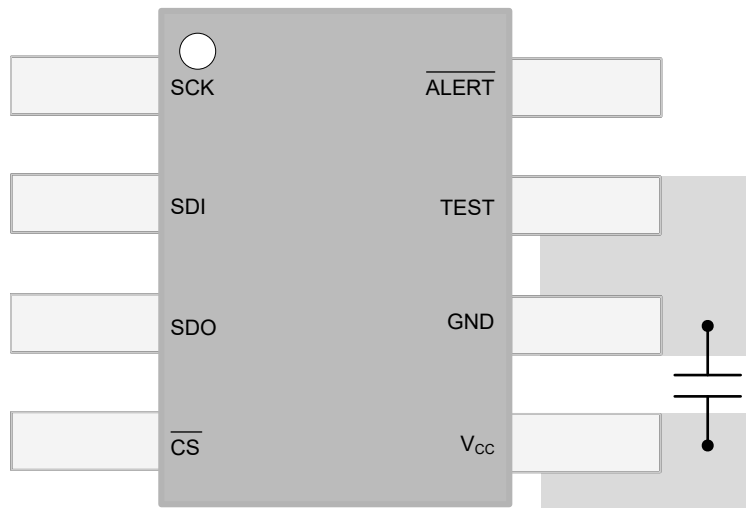 SCK
ALERT
SDI
TEST
SDO
GND
CS
VCC